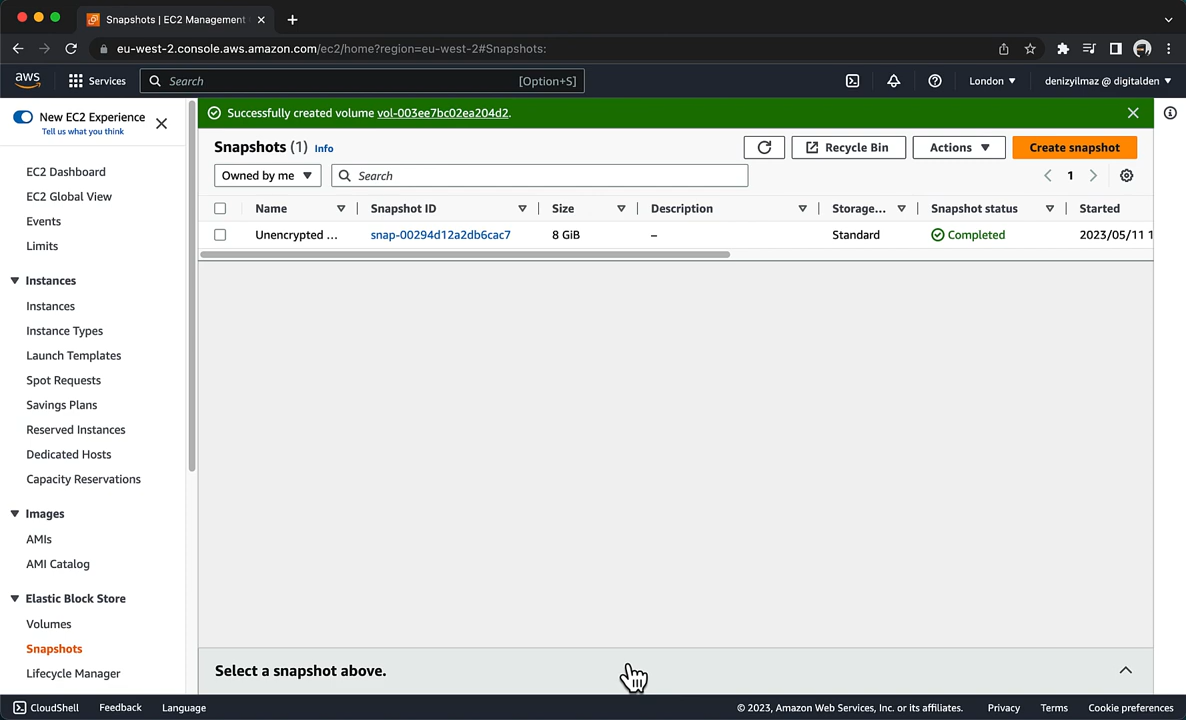 Snapshots | EC2 Management
eu-west-2.console.aws.amazon.com/ec2/home?region=eu-west-2#Snapshots:
aws
Services
Search
[Option+S]
London
denizyilmaz @ digitalden
New EC2 Experience
Tell us what you think
EC2 Dashboard
EC2 Global View
Events
Limits
Instances
Instances
Instance Types
Launch Templates
Spot Requests
Savings Plans
Reserved Instances
Dedicated Hosts
Capacity Reservations
Images
AMIs
AMI Catalog
Elastic Block Store
Volumes
Snapshots
Lifecycle Manager
Successfully created volume vol-003ee7bc02ea204d2.
Snapshots (1) Info
Recycle Bin
Actions
Create snapshot
Owned by me
Search
1
Name Snapshot ID Size Description Storage... Snapshot status Started
Unencrypted ... snap-00294d12a2db6cac7 8 GiB – Standard Completed 2023/05/11 1
Select a snapshot above.
CloudShell Feedback Language © 2023, Amazon Web Services, Inc. or its affiliates. Privacy Terms Cookie preferences